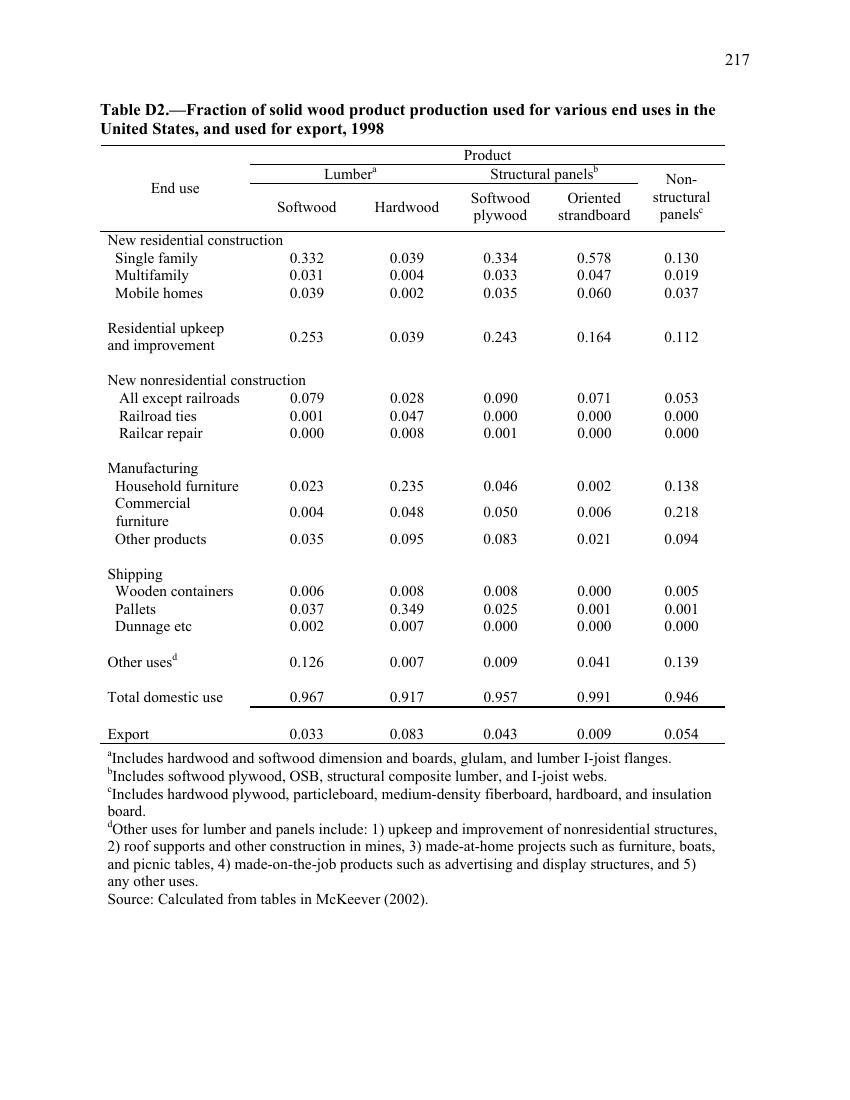 217
Table D2.—Fraction of solid wood product production used for various end uses in the
United States, and used for export, 1998
Product
End use
Lumberᵃ
Structural panelsᵇ
Non-
structural
panelsᶜ
Softwood
Hardwood
Softwood
plywood
Oriented
strandboard
New residential construction
Single family 0.332 0.039 0.334 0.578 0.130
Multifamily 0.031 0.004 0.033 0.047 0.019
Mobile homes 0.039 0.002 0.035 0.060 0.037
Residential upkeep
and improvement 0.253 0.039 0.243 0.164 0.112
New nonresidential construction
All except railroads 0.079 0.028 0.090 0.071 0.053
Railroad ties 0.001 0.047 0.000 0.000 0.000
Railcar repair 0.000 0.008 0.001 0.000 0.000
Manufacturing
Household furniture 0.023 0.235 0.046 0.002 0.138
Commercial
furniture 0.004 0.048 0.050 0.006 0.218
Other products 0.035 0.095 0.083 0.021 0.094
Shipping
Wooden containers 0.006 0.008 0.008 0.000 0.005
Pallets 0.037 0.349 0.025 0.001 0.001
Dunnage etc 0.002 0.007 0.000 0.000 0.000
Other usesᵈ 0.126 0.007 0.009 0.041 0.139
Total domestic use 0.967 0.917 0.957 0.991 0.946
Export 0.033 0.083 0.043 0.009 0.054
ᵃIncludes hardwood and softwood dimension and boards, glulam, and lumber I-joist flanges.
ᵇIncludes softwood plywood, OSB, structural composite lumber, and I-joist webs.
ᶜIncludes hardwood plywood, particleboard, medium-density fiberboard, hardboard, and insulation
board.
ᵈOther uses for lumber and panels include: 1) upkeep and improvement of nonresidential structures,
2) roof supports and other construction in mines, 3) made-at-home projects such as furniture, boats,
and picnic tables, 4) made-on-the-job products such as advertising and display structures, and 5)
any other uses.
Source: Calculated from tables in McKeever (2002).